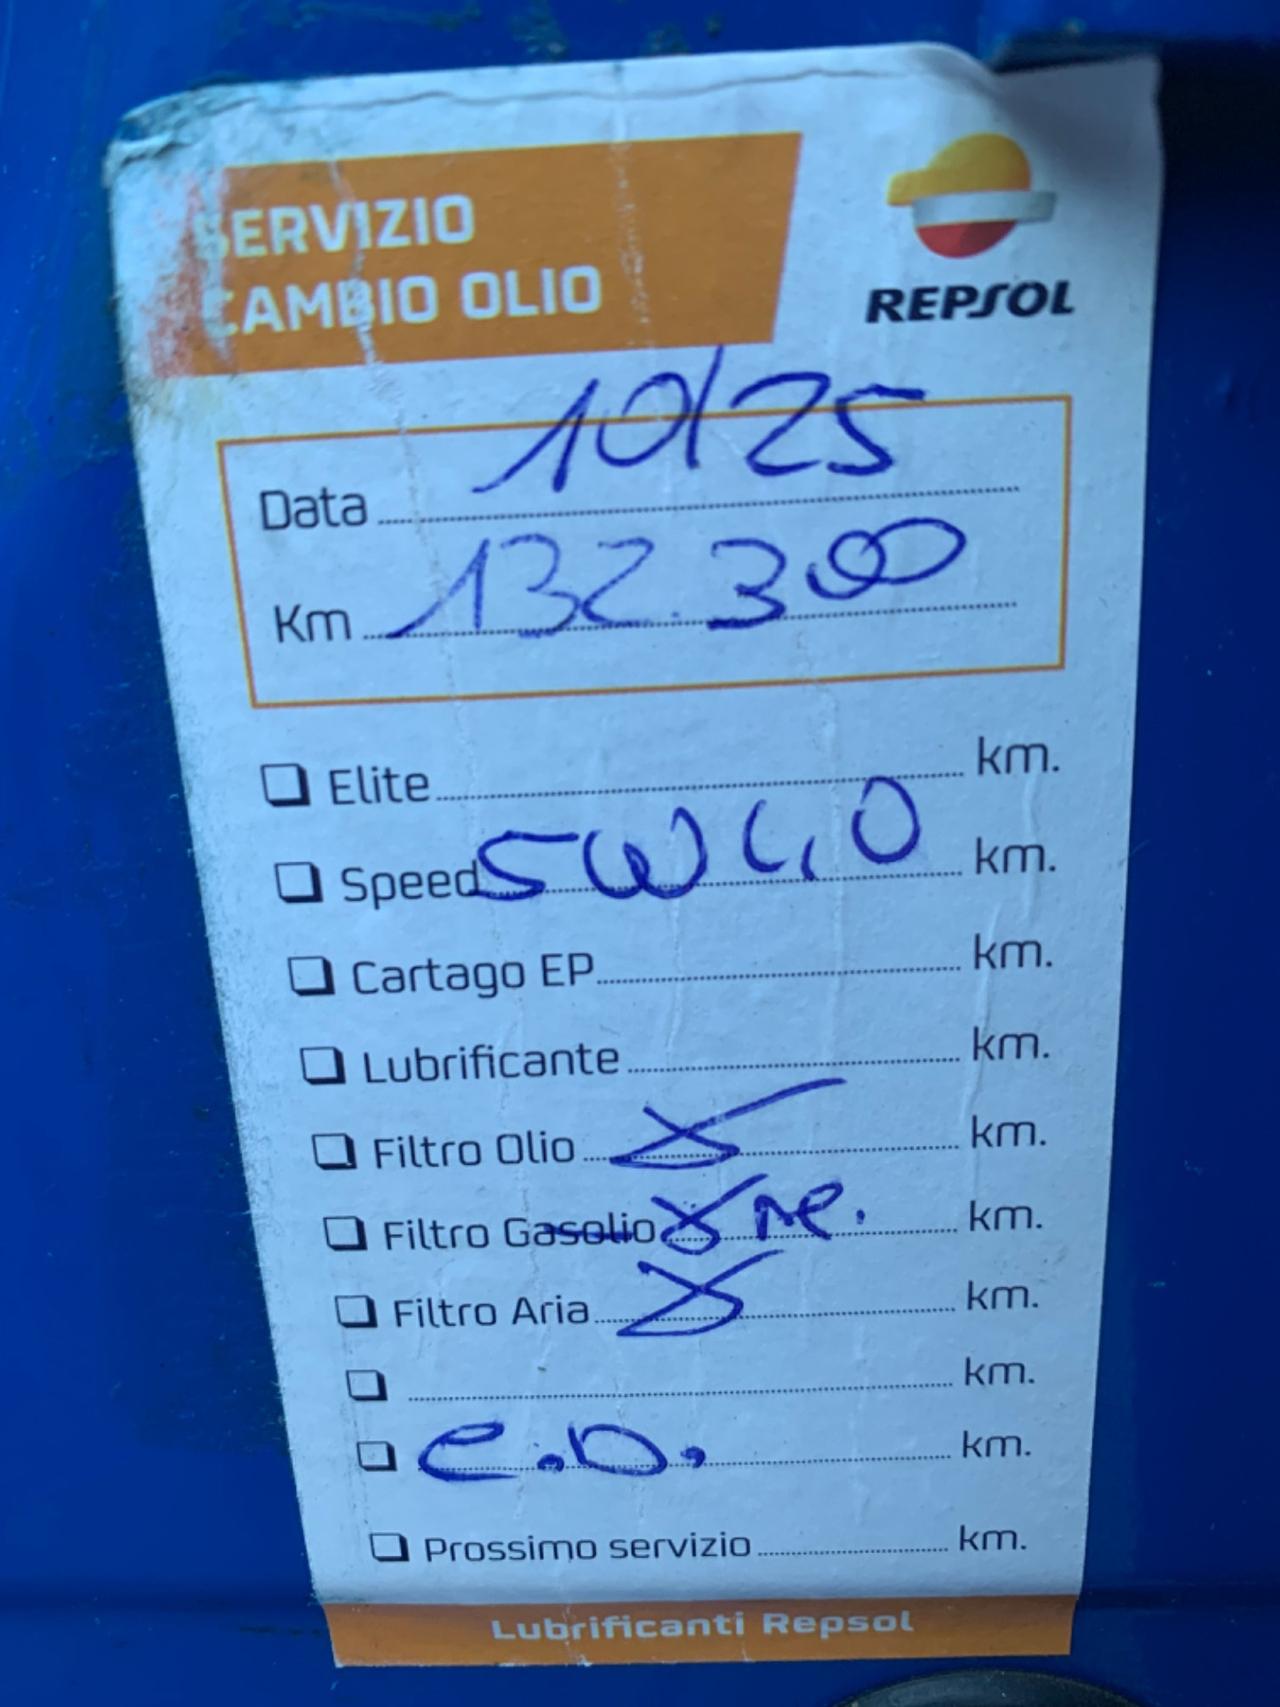 SERVIZIO
CAMBIO OLIO
REPSOL
Data 10/25
Km 132.300
Elite km.
Speed 5W40 km.
Cartago EP km.
Lubrificante km.
Filtro Olio X km.
Filtro Gasolio X km.
Filtro Aria X km.
km.
km.
Prossimo servizio km.
Lubrificanti Repsol